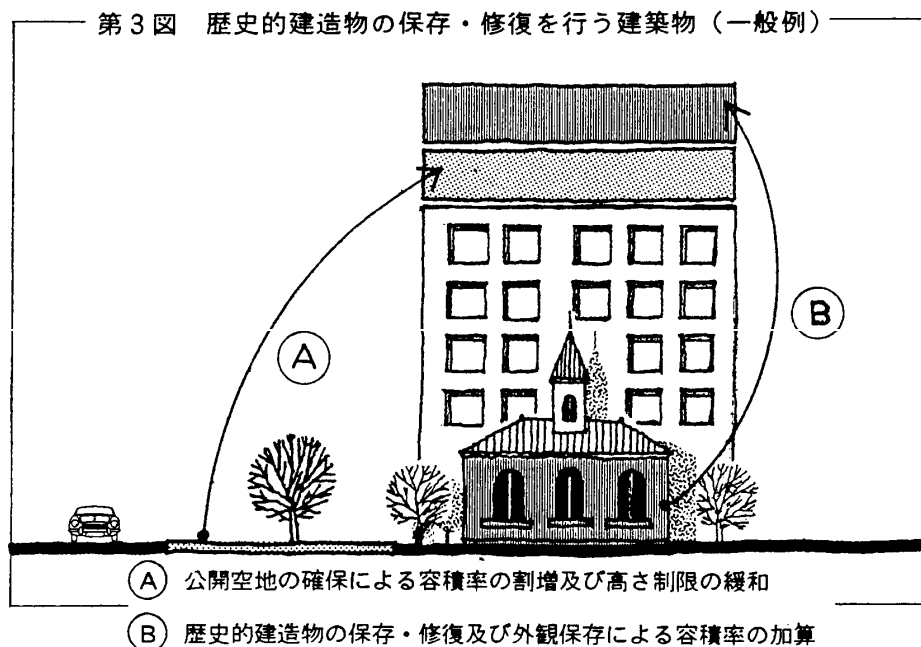 第3図 歴史的建造物の保存・修復を行う建築物（一般例）
A
B
A 公開空地の確保による容積率の割増及び高さ制限の緩和
B 歴史的建造物の保存・修復及び外観保存による容積率の加算